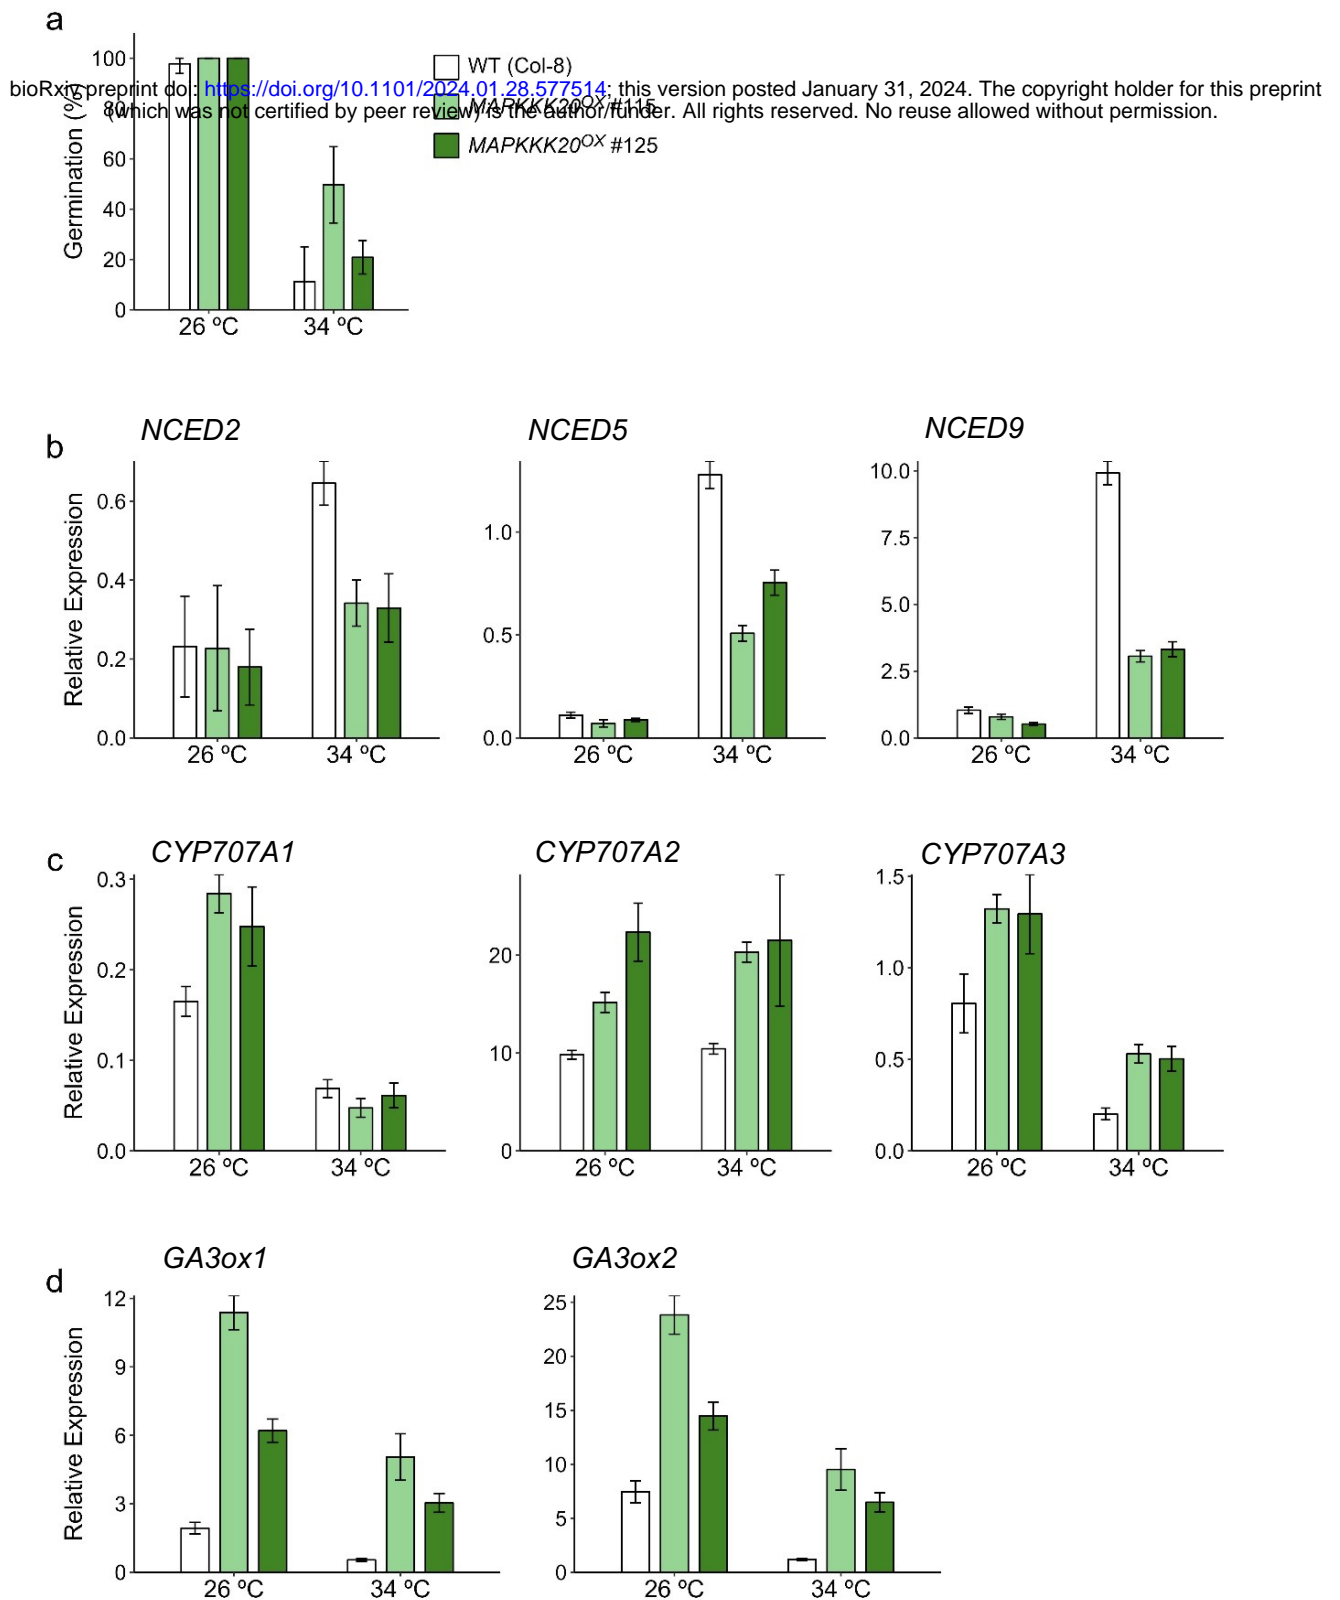 a
100
80
60
40
20
0
Germination (%)
26 ºC
34 ºC
WT (Col-8)
bioRxiv preprint doi: https://doi.org/10.1101/2024.01.28.577514; this version posted January 31, 2024. The copyright holder for this preprint
(which was not certified by peer review) is the author/funder. All rights reserved. No reuse allowed without permission.
MAPKKK20OX #115
MAPKKK20OX #125
b
NCED2
NCED5
NCED9
Relative Expression
0.6
0.4
0.2
0.0
26 ºC
34 ºC
1.0
0.5
0.0
26 ºC
34 ºC
10.0
7.5
5.0
2.5
0.0
26 ºC
34 ºC
c
CYP707A1
CYP707A2
CYP707A3
Relative Expression
0.3
0.2
0.1
0.0
26 ºC
34 ºC
20
10
0
26 ºC
34 ºC
1.5
1.0
0.5
0.0
26 ºC
34 ºC
d
GA3ox1
GA3ox2
Relative Expression
12
9
6
3
0
26 ºC
34 ºC
25
20
15
10
5
0
26 ºC
34 ºC